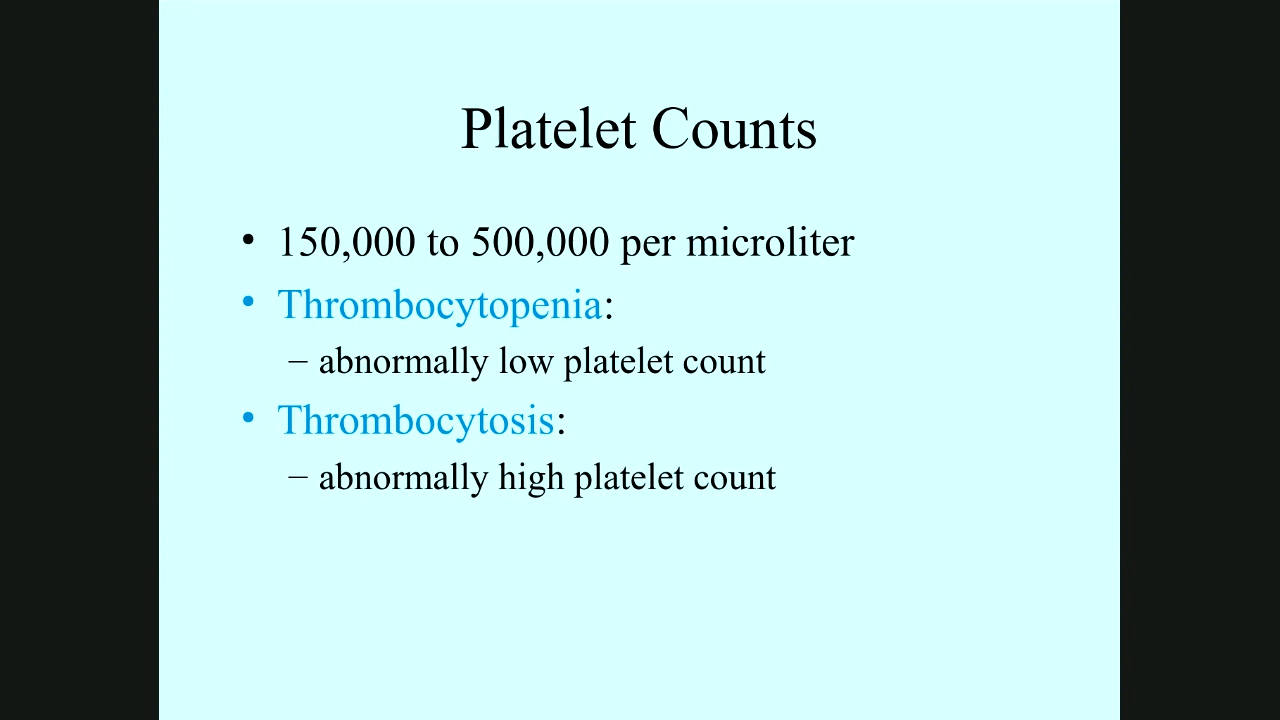 Platelet Counts
• 150,000 to 500,000 per microliter
• Thrombocytopenia:
– abnormally low platelet count
• Thrombocytosis:
– abnormally high platelet count